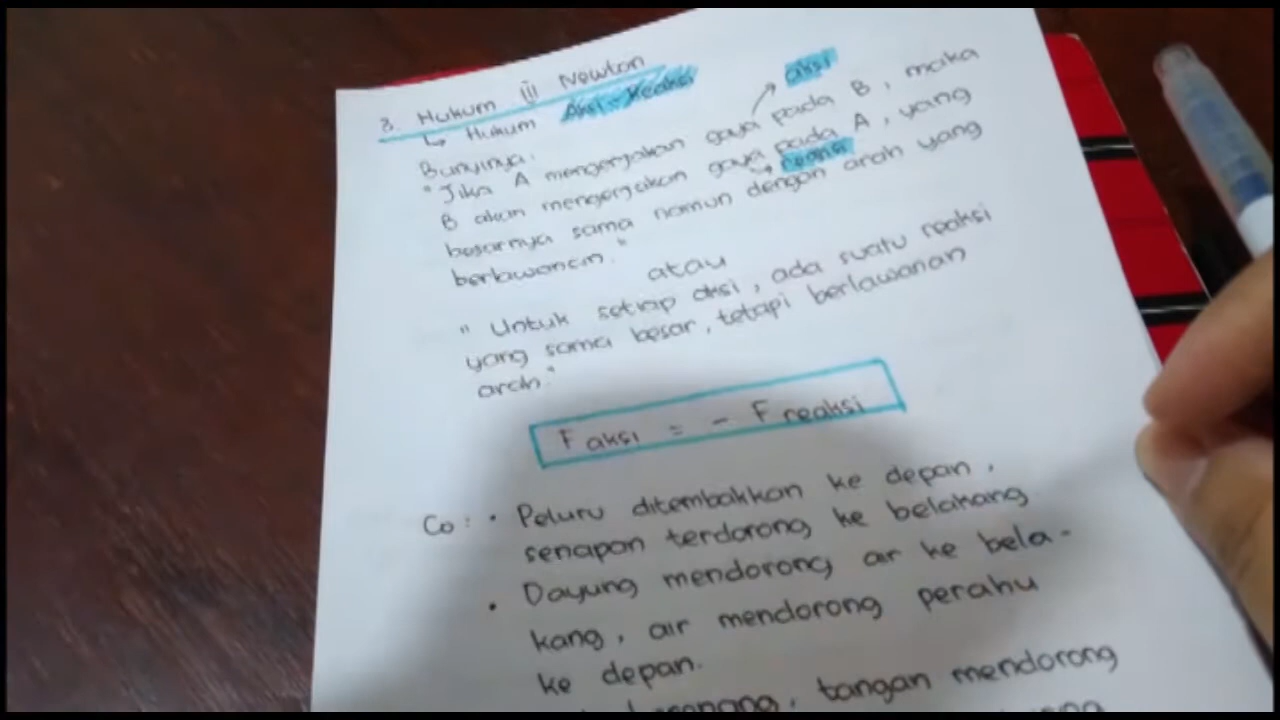 3. Hukum III Newton
↳ Hukum Aksi - Reaksi
aksi
Bunyinya:
"Jika A mengerjakan gaya pada B, maka
B akan mengerjakan gaya pada A, yang
reaksi
besarnya sama namun dengan arah yang
berlawanan."
atau
"Untuk setiap aksi, ada suatu reaksi
yang sama besar, tetapi berlawanan
arah."
F aksi = - F reaksi
Co : • Peluru ditembakkan ke depan,
senapan terdorong ke belakang
• Dayung mendorong air ke bela-
kang, air mendorong perahu
ke depan.
tangan mendorong